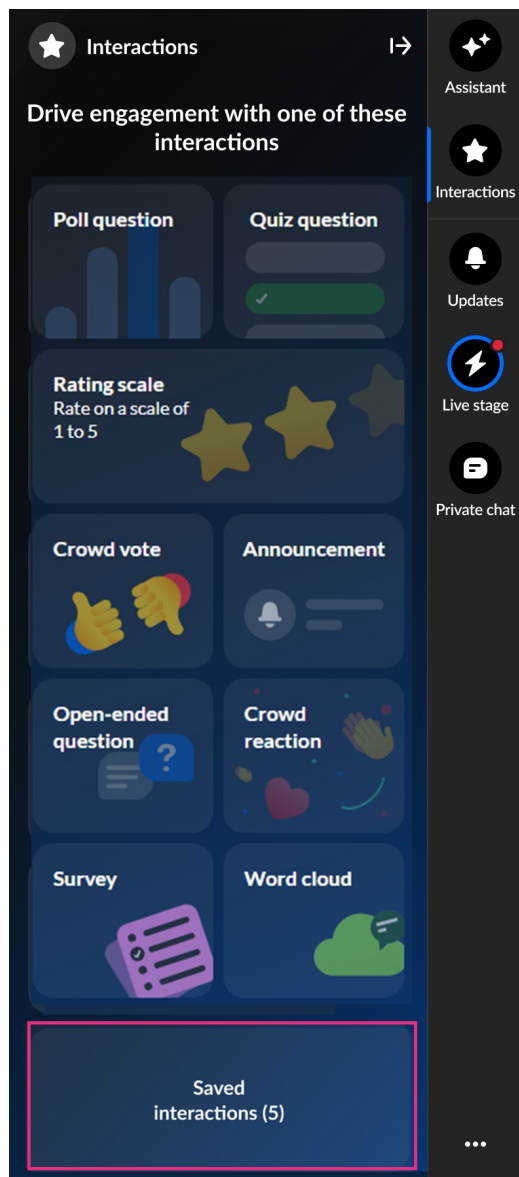 Interactions
Drive engagement with one of these
interactions
Poll question
Quiz question
Rating scale
Rate on a scale of
1 to 5
Crowd vote
Announcement
Open-ended
question
?
Crowd
reaction
Survey
Word cloud
Saved
interactions (5)
Assistant
Interactions
Updates
Live stage
Private chat